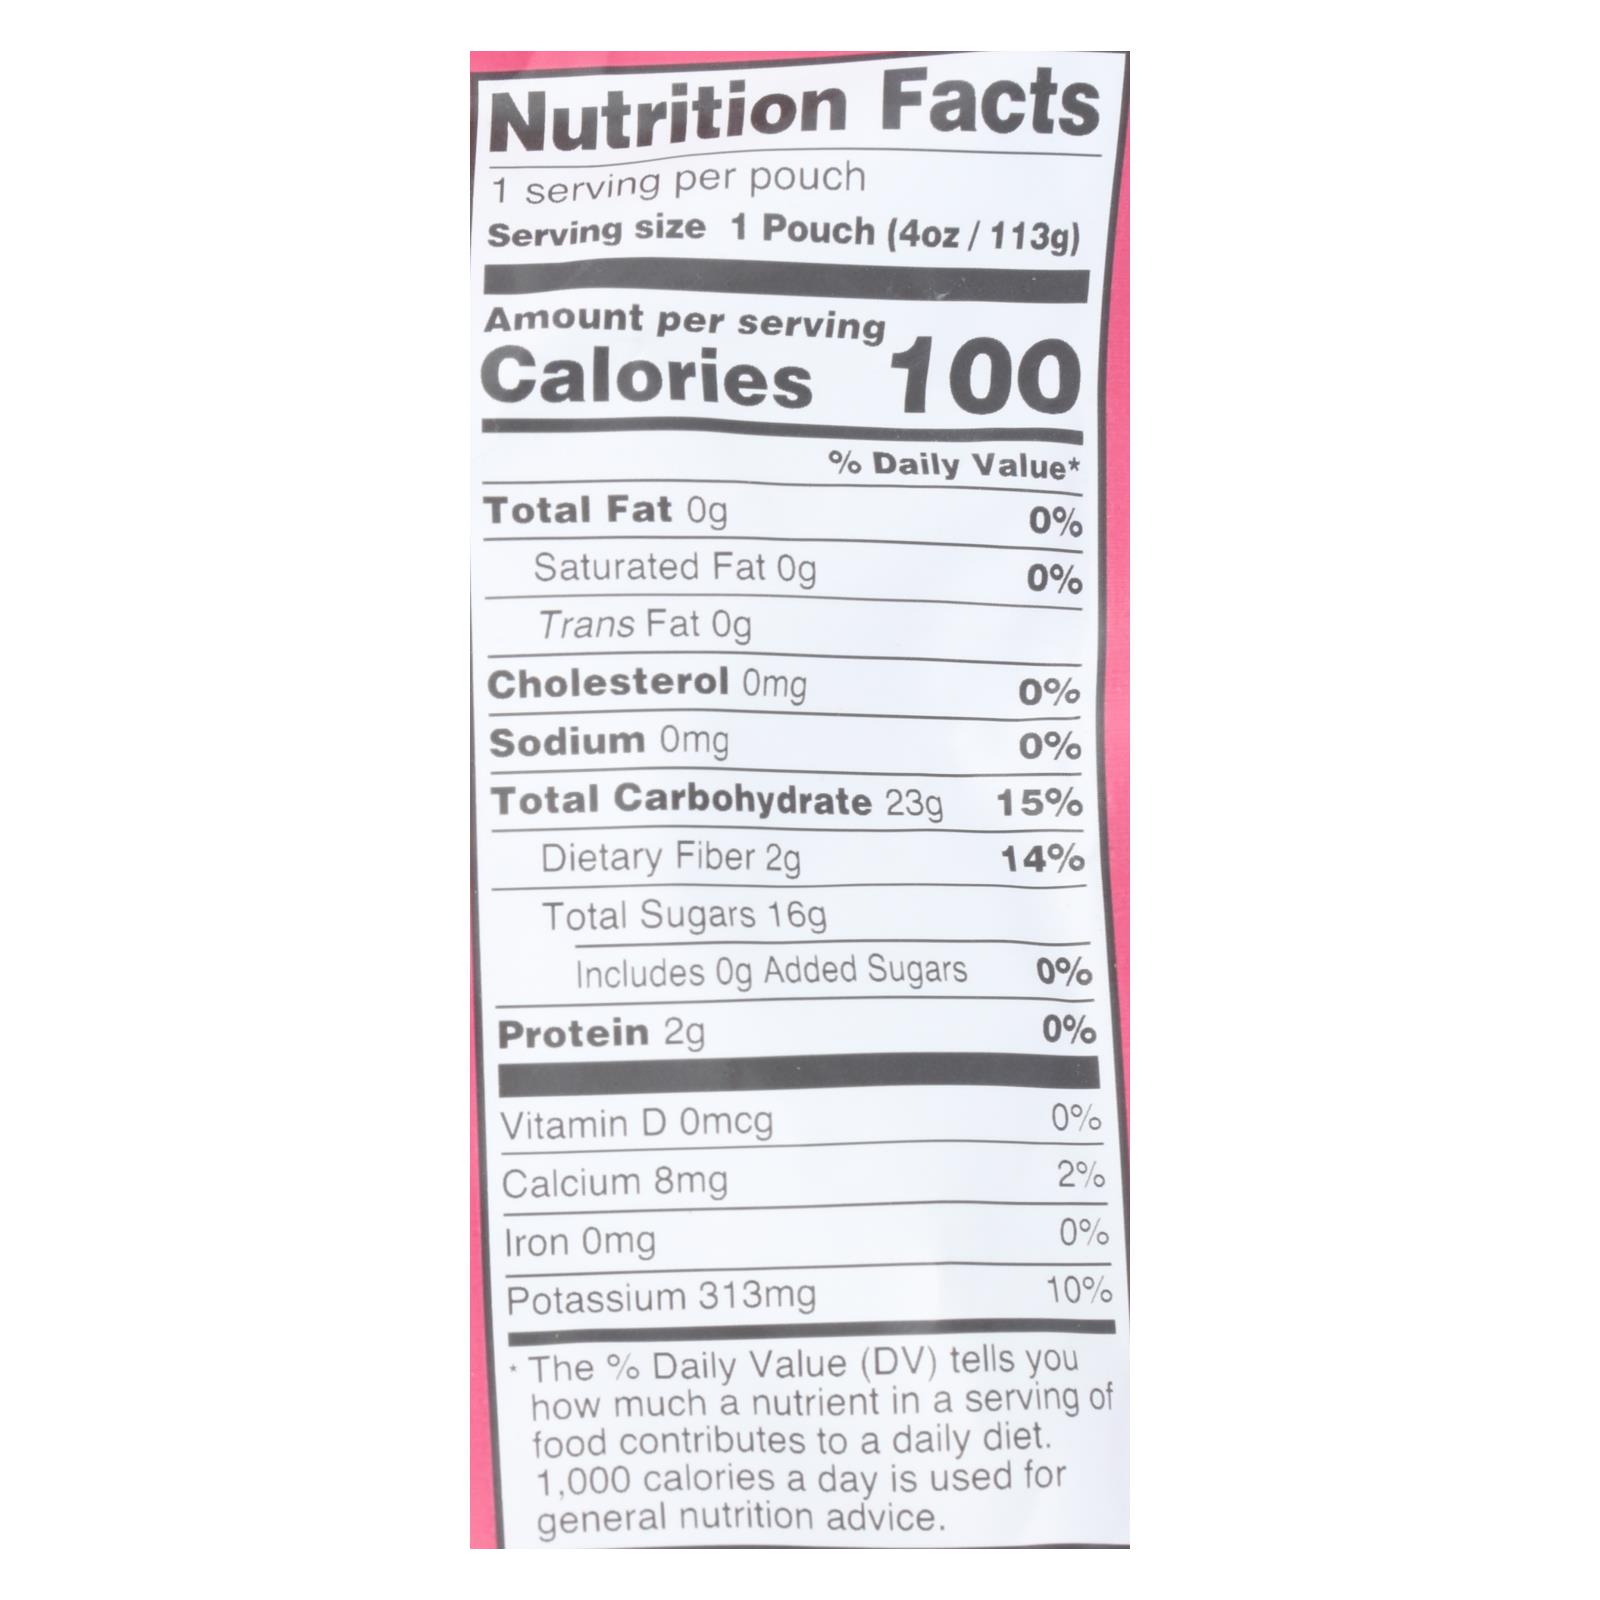 Nutrition Facts
1 serving per pouch
Serving size 1 Pouch (4oz / 113g)
Amount per serving
Calories 100
% Daily Value*
Total Fat 0g 0%
Saturated Fat 0g 0%
Trans Fat 0g
Cholesterol 0mg 0%
Sodium 0mg 0%
Total Carbohydrate 23g 15%
Dietary Fiber 2g 14%
Total Sugars 16g
Includes 0g Added Sugars 0%
Protein 2g 0%
Vitamin D 0mcg 0%
Calcium 8mg 2%
Iron 0mg 0%
Potassium 313mg 10%
* The % Daily Value (DV) tells you
how much a nutrient in a serving of
food contributes to a daily diet.
1,000 calories a day is used for
general nutrition advice.